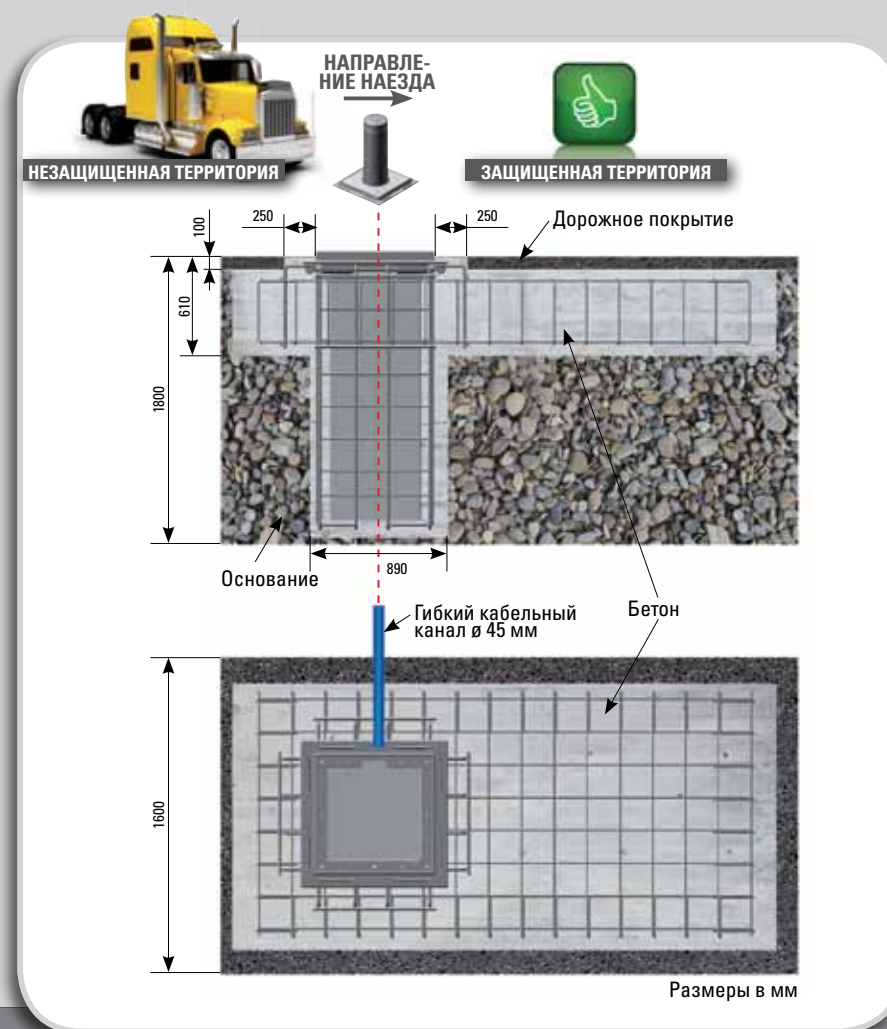 НАПРАВЛЕ-
НИЕ НАЕЗДА
НЕЗАЩИЩЕННАЯ ТЕРРИТОРИЯ
ЗАЩИЩЕННАЯ ТЕРРИТОРИЯ
250
250
Дорожное покрытие
100
610
1800
890
Основание
Гибкий кабельный
канал ø 45 мм
Бетон
1600
Размеры в мм